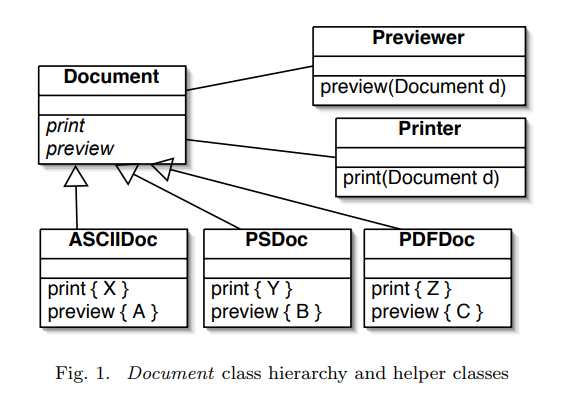 Previewer
preview(Document d)
Document
print
preview
Printer
print(Document d)
ASCIIDoc
print { X }
preview { A }
PSDoc
print { Y }
preview { B }
PDFDoc
print { Z }
preview { C }
Fig. 1. Document class hierarchy and helper classes